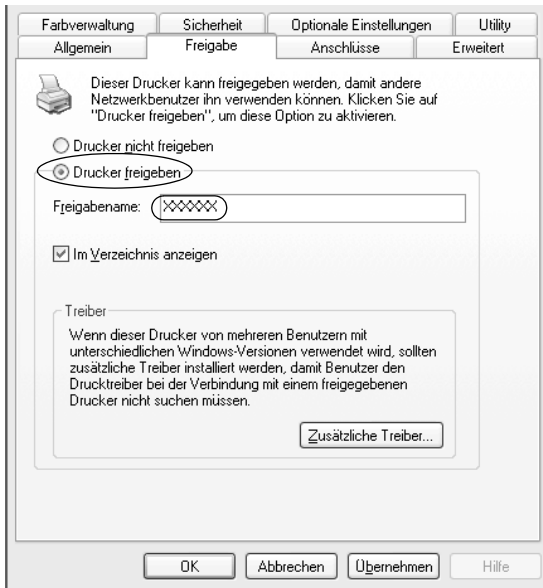 Farbverwaltung Sicherheit Optionale Einstellungen Utility
Allgemein Freigabe Anschlüsse Erweitert
Dieser Drucker kann freigegeben werden, damit andere
Netzwerkbenutzer ihn verwenden können. Klicken Sie auf
"Drucker freigeben", um diese Option zu aktivieren.
Drucker nicht freigeben
Drucker freigeben
Freigabename: XXXXXX
Im Verzeichnis anzeigen
Treiber
Wenn dieser Drucker von mehreren Benutzern mit
unterschiedlichen Windows-Versionen verwendet wird, sollten
zusätzliche Treiber installiert werden, damit Benutzer den
Drucktreiber bei der Verbindung mit einem freigegebenen
Drucker nicht suchen müssen.
Zusätzliche Treiber...
OK Abbrechen Übernehmen Hilfe